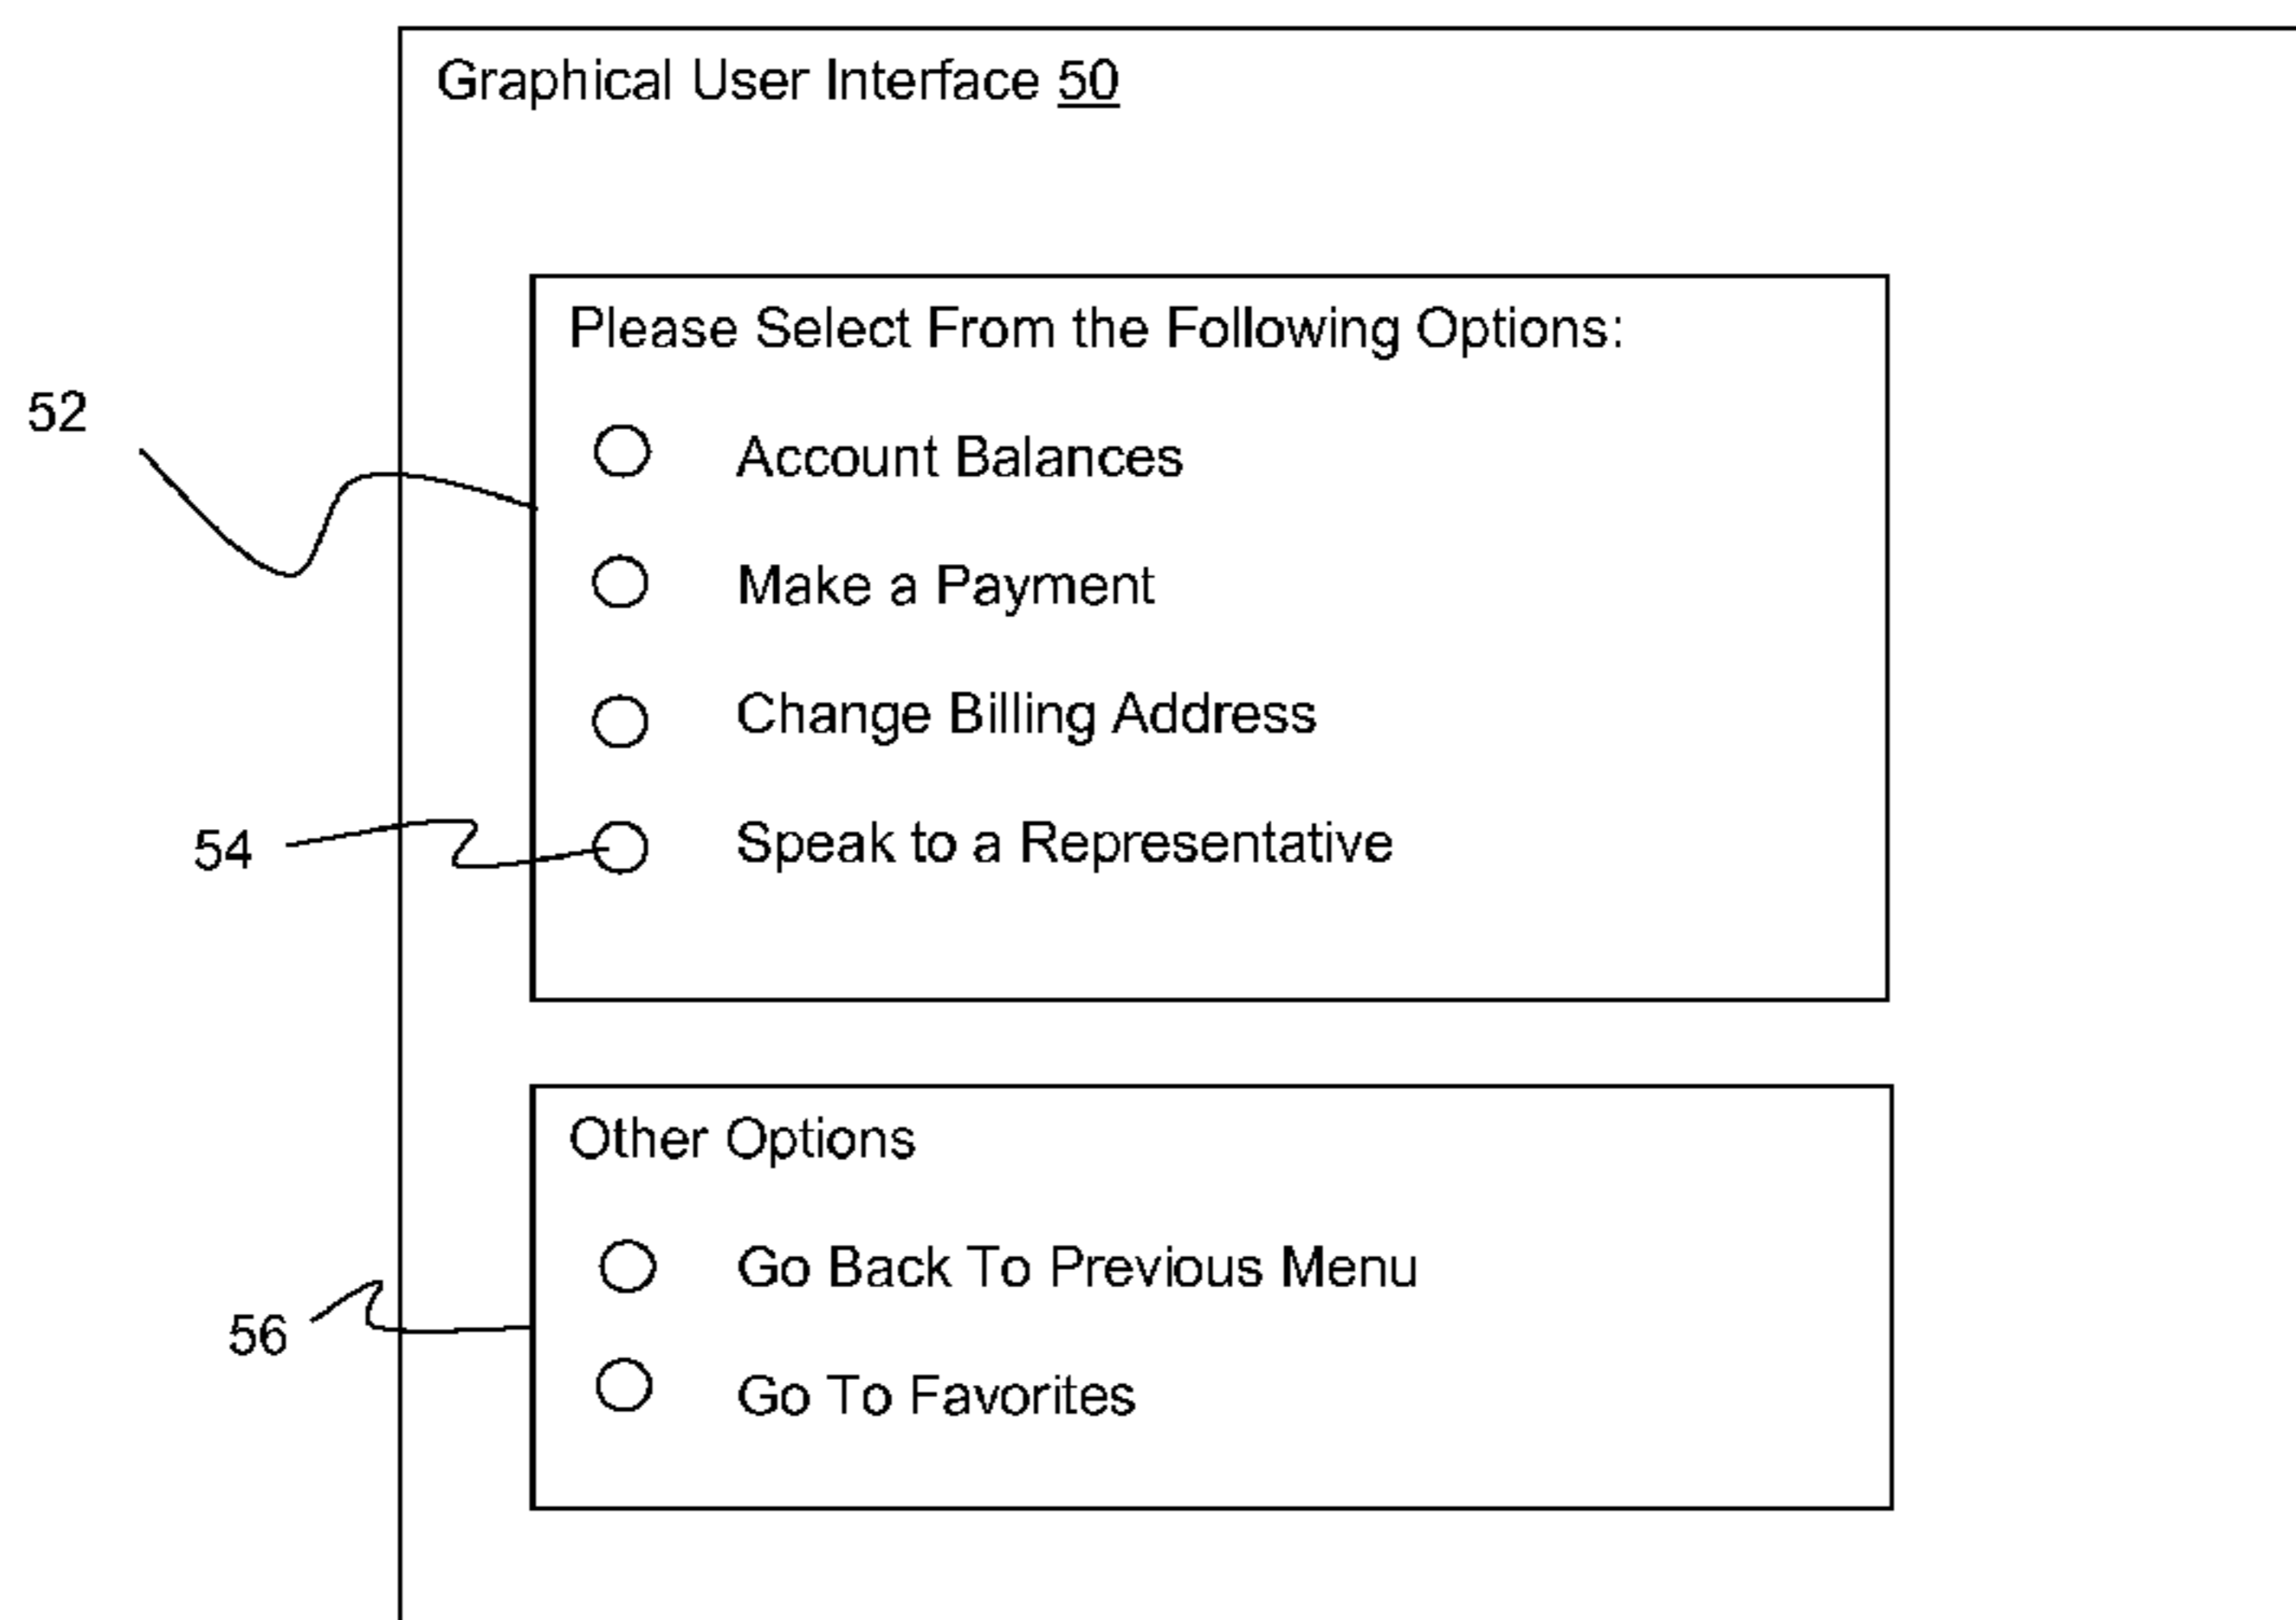 Graphical User Interface 50
Please Select From the Following Options:
52
Account Balances
Make a Payment
Change Billing Address
54
Speak to a Representative
Other Options
Go Back To Previous Menu
56
Go To Favorites